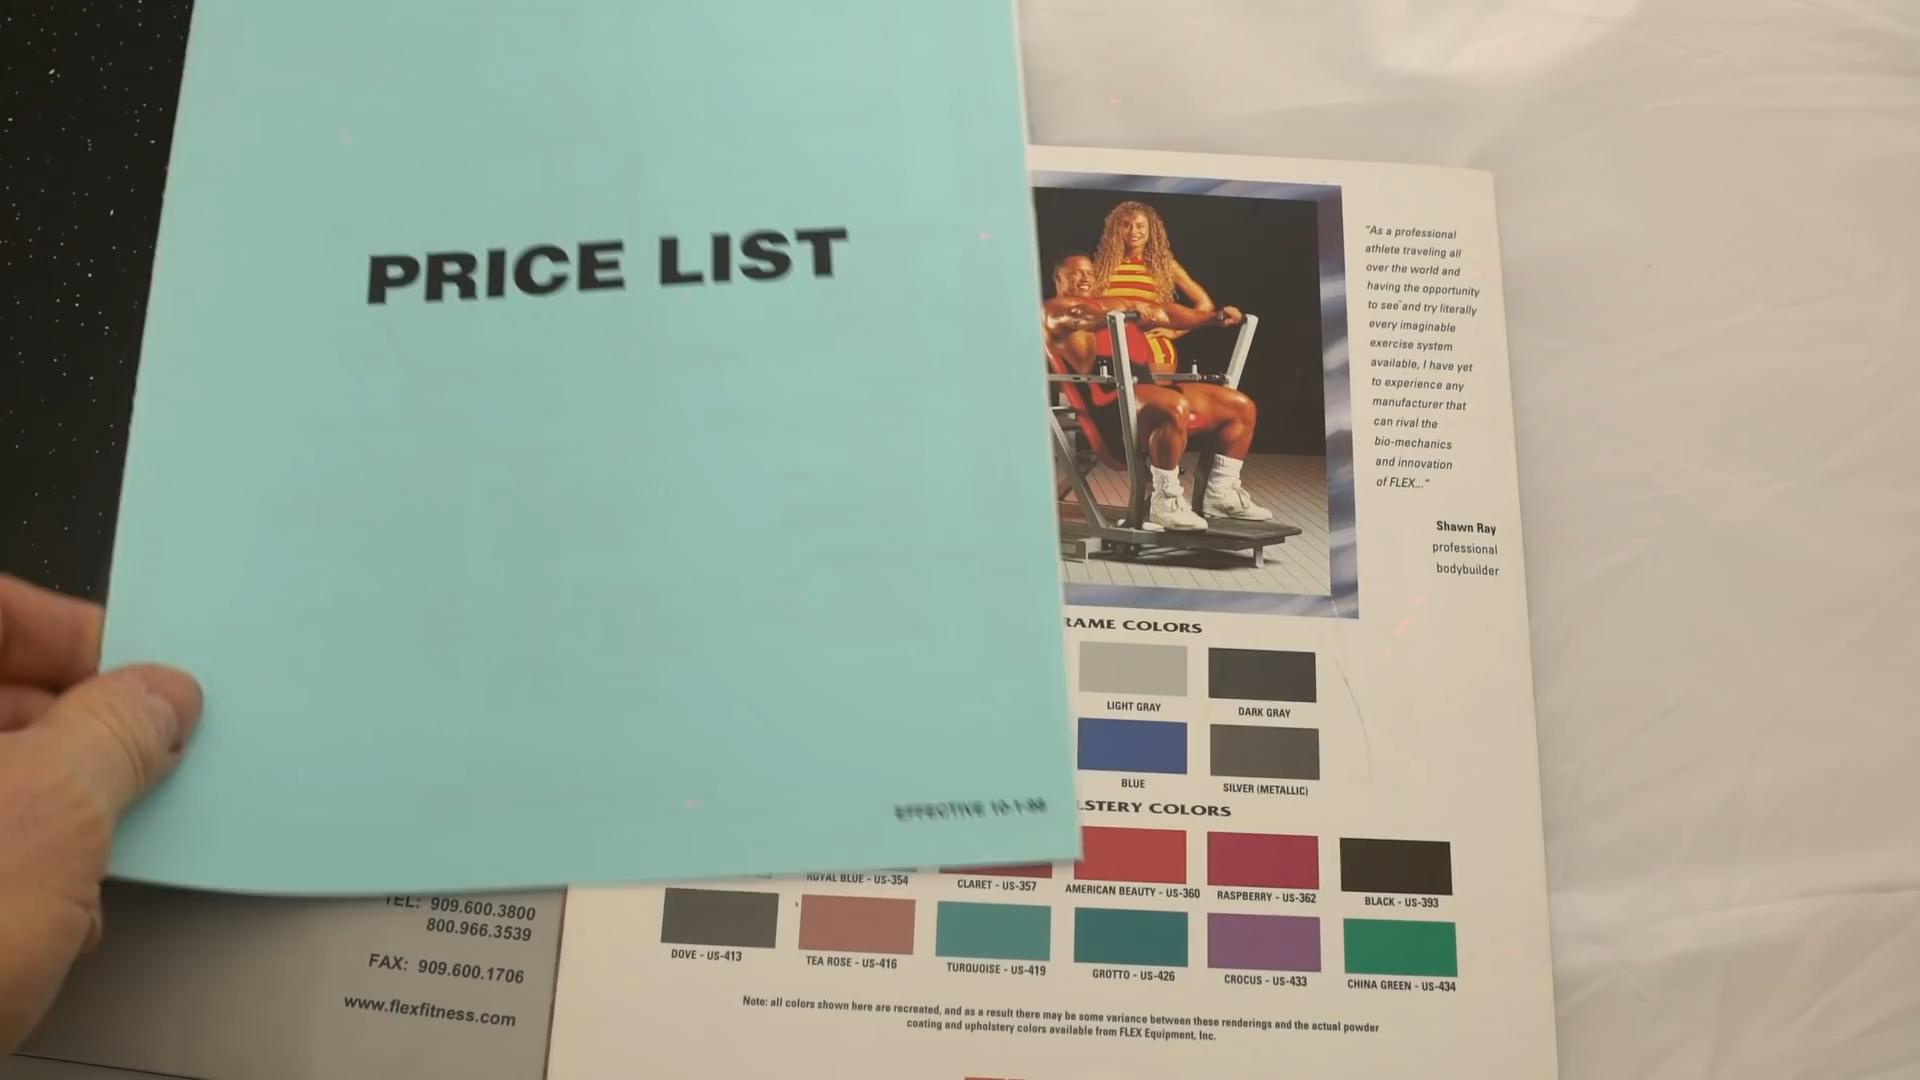 PRICE LIST
EFFECTIVE 10-1-98
"As a professional
athlete traveling all
over the world and
having the opportunity
to see and try literally
every imaginable
exercise system
available, I have yet
to experience any
manufacturer that
can rival the
bio-mechanics
and innovation
of FLEX..."
Shawn Ray
professional
bodybuilder
RAME COLORS
LIGHT GRAY DARK GRAY
BLUE SILVER (METALLIC)
LSTERY COLORS
ROYAL BLUE - US-354 CLARET - US-357 AMERICAN BEAUTY - US-360 RASPBERRY - US-362 BLACK - US-393
DOVE - US-413 TEA ROSE - US-416 TURQUOISE - US-419 GROTTO - US-426 CROCUS - US-433 CHINA GREEN - US-434
Note: all colors shown here are recreated, and as a result there may be some variance between these renderings and the actual powder
coating and upholstery colors available from FLEX Equipment, Inc.
TEL: 909.600.3800
800.966.3539
FAX: 909.600.1706
www.flexfitness.com